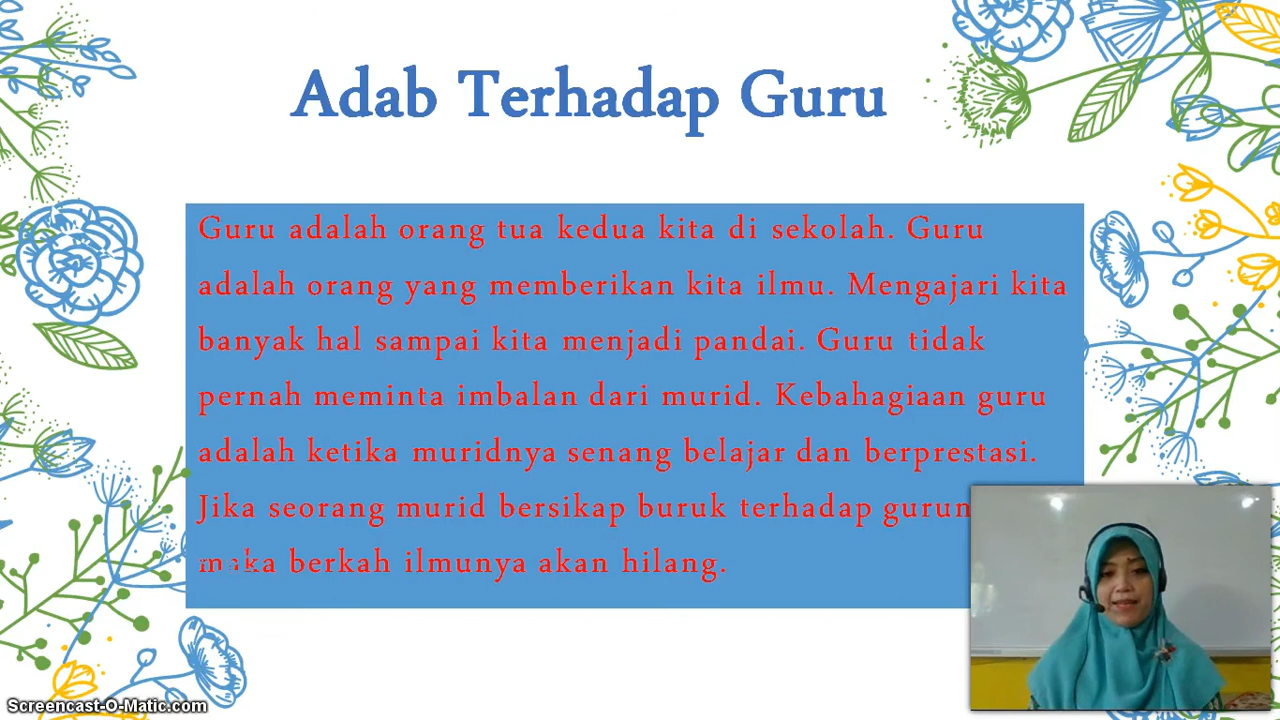 Adab Terhadap Guru
Guru adalah orang tua kedua kita di sekolah. Guru
adalah orang yang memberikan kita ilmu. Mengajari kita
banyak hal sampai kita menjadi pandai. Guru tidak
pernah meminta imbalan dari murid. Kebahagiaan guru
adalah ketika muridnya senang belajar dan berprestasi.
Jika seorang murid bersikap buruk terhadap
maka berkah ilmunya akan hilang.
Screencast-O-Matic.com